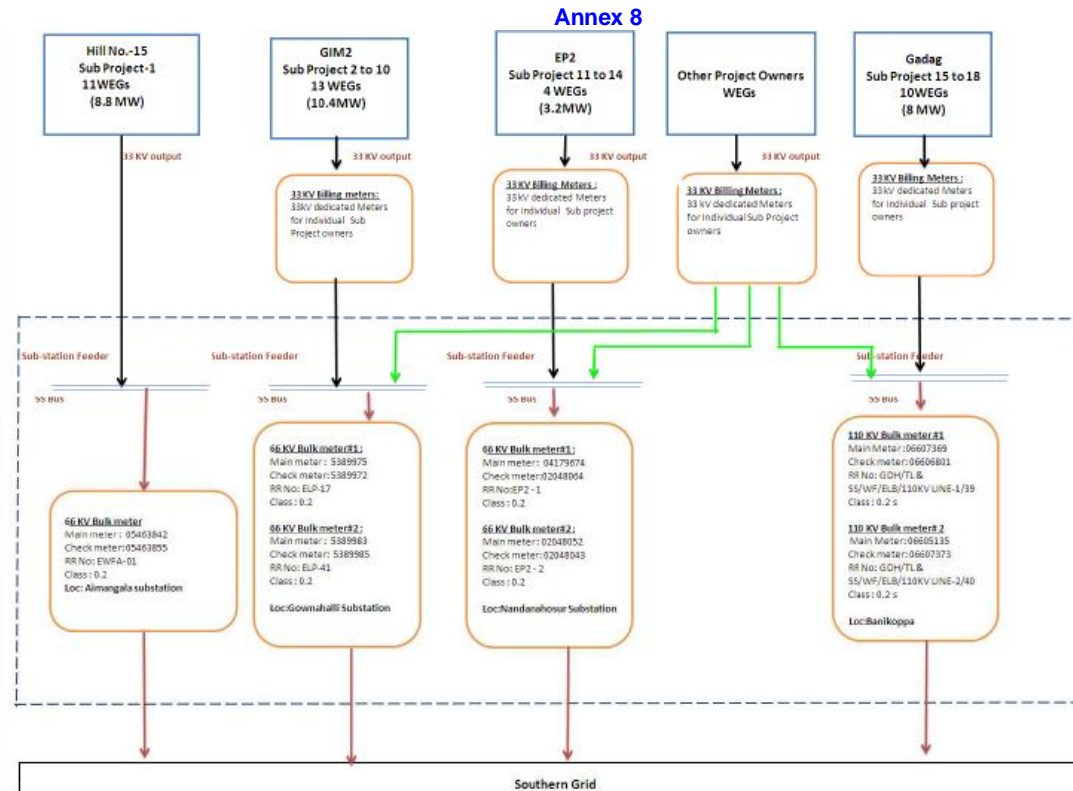 Annex 8
Hill No.-15
Sub Project-1
11WEGs
(8.8 MW)
GIM2
Sub Project 2 to 10
13 WEGs
(10.4MW)
EP2
Sub Project 11 to 14
4 WEGs
(3.2MW)
Other Project Owners
WEGs
Gadag
Sub Project 15 to 18
10WEGs
(8 MW)
33 KV output
33 KV output
33 KV output
33 KV output
33 KV Billing meters:
33kV dedicated Meters
for Individual Sub
Project owners
33 KV Billing Meters :
33kV dedicated Meters
for Individual Sub project
owners
33 KV Billing Meters :
33 kV dedicated Meters
for Individual Sub Project
owners
33 KV Billing Meters :
33 kV dedicated Meters
for Individual Sub project
owners
Sub-station Feeder
Sub-station Feeder
Sub-station Feeder
Sub-station Feeder
SS Bus
SS Bus
SS Bus
SS Bus
66 KV Bulk meter
Main meter : 05463842
Check meter:05463855
RR No: EWFA-01
Class : 0.2
Loc: Aimangala substation
66 KV Bulk meter#1:
Main meter : 5389975
Check meter:5389972
RR No: ELP-17
Class : 0.2
66 KV Bulk meter#2:
Main meter : 5389983
Check meter: 5389985
RR No: ELP-41
Class : 0.2
Loc:Gownahalli Substation
66 KV Bulk meter#1:
Main meter : 04179674
Check meter:02048064
RR No:EP2 - 1
Class : 0.2
66 KV Bulk meter#2:
Main meter : 02048052
Check meter:02048043
RR No: EP2 - 2
Class : 0.2
Loc:Nandanahosur Substation
110 KV Bulk meter #1
Main Meter :06607369
Check meter:06606801
RR No: GDH/TL &
SS/WF/ELB/110KV LINE-1/39
Class : 0.2 s
110 KV Bulk meter# 2
Main Meter : 06605135
Check meter:06607373
RR No: GDH/TL &
SS/WF/ELB/110KV LINE-2/40
Class : 0.2 s
Loc:Banikoppa
Southern Grid